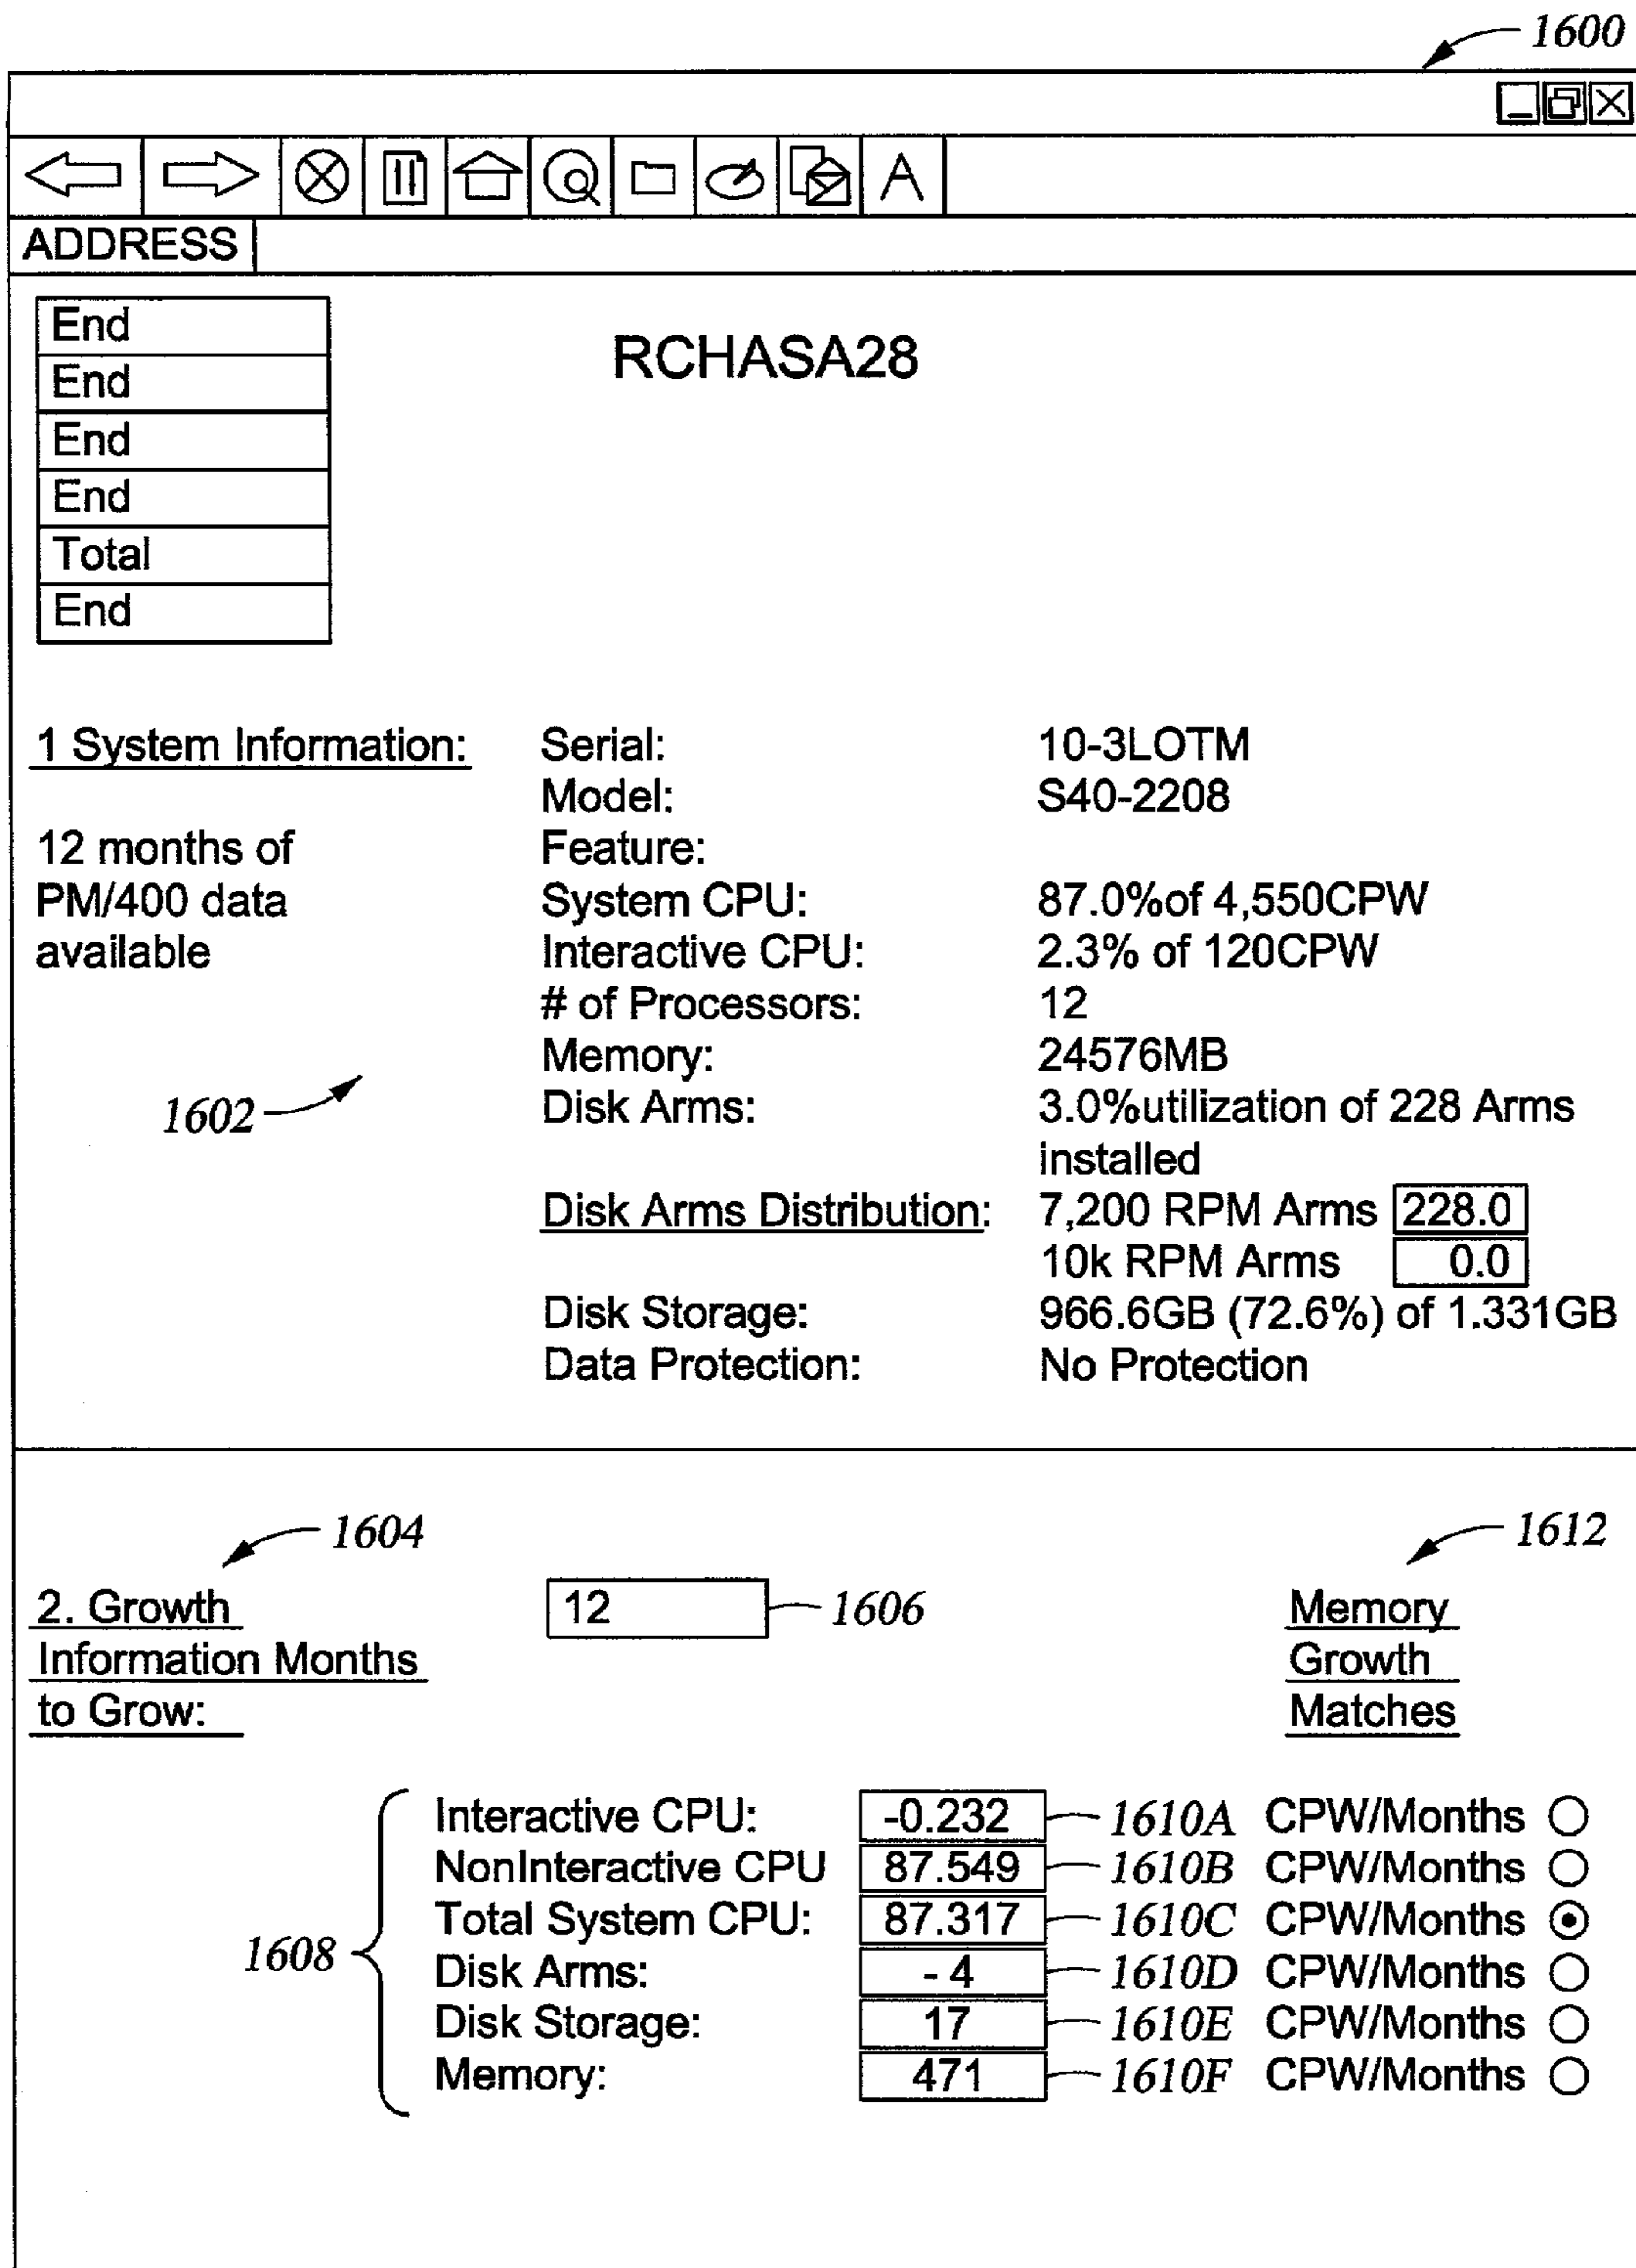 1600
A
ADDRESS
End
RCHASA28
End
End
End
Total
End
1 System Information: Serial: 10-3LOTM
Model: S40-2208
12 months of Feature:
PM/400 data System CPU: 87.0%of 4,550CPW
available Interactive CPU: 2.3% of 120CPW
# of Processors: 12
Memory: 24576MB
1602 Disk Arms: 3.0%utilization of 228 Arms
installed
Disk Arms Distribution: 7,200 RPM Arms 228.0
10k RPM Arms 0.0
Disk Storage: 966.6GB (72.6%) of 1.331GB
Data Protection: No Protection
1604 1612
2. Growth 12 1606 Memory
Information Months Growth
to Grow: Matches
Interactive CPU: -0.232 1610A CPW/Months
NonInteractive CPU 87.549 1610B CPW/Months
Total System CPU: 87.317 1610C CPW/Months
1608 Disk Arms: - 4 1610D CPW/Months
Disk Storage: 17 1610E CPW/Months
Memory: 471 1610F CPW/Months